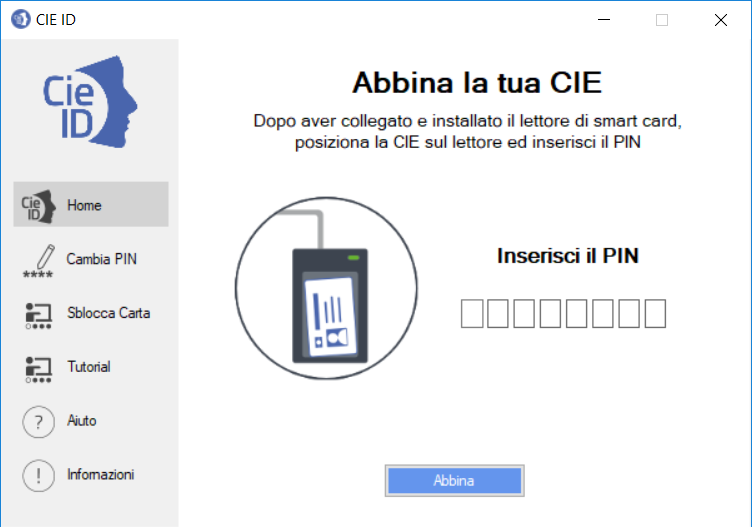 CIE ID
Cie
ID
Abbina la tua CIE
Dopo aver collegato e installato il lettore di smart card,
posiziona la CIE sul lettore ed inserisci il PIN
Cie
ID
Home
Cambia PIN
****
Sblocca Carta
Tutorial
?
Aiuto
!
Infomazioni
Inserisci il PIN
Abbina